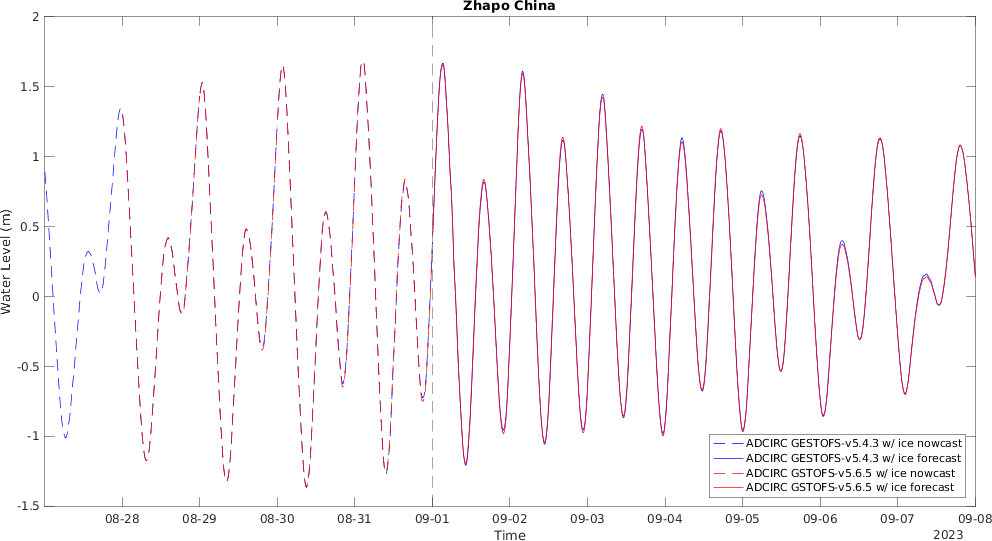 Zhapo China
Water Level (m)
2
1.5
1
0.5
0
-0.5
-1
-1.5
ADCIRC GESTOFS-v5.4.3 w/ ice nowcast
ADCIRC GESTOFS-v5.4.3 w/ ice forecast
ADCIRC GSTOFS-v5.6.5 w/ ice nowcast
ADCIRC GSTOFS-v5.6.5 w/ ice forecast
08-28 08-29 08-30 08-31 09-01 09-02 09-03 09-04 09-05 09-06 09-07 09-08
Time
2023